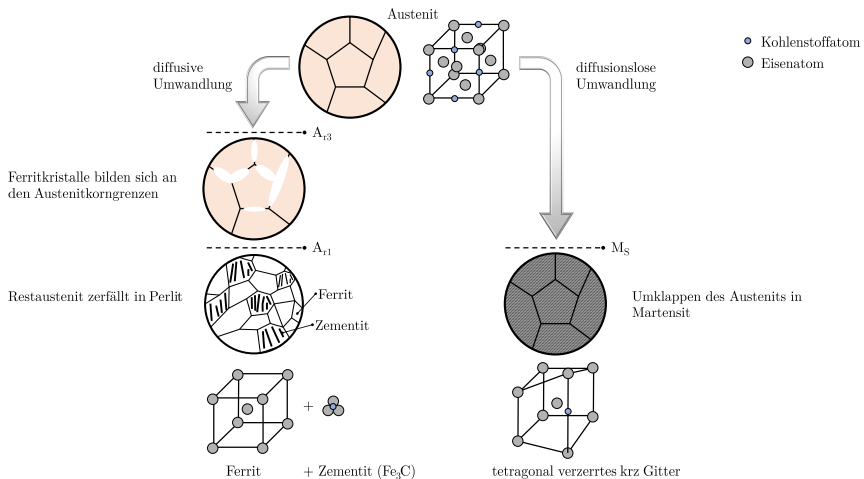 Austenit
Kohlenstoffatom
Eisenatom
diffusive
Umwandlung
diffusionslose
Umwandlung
Ar3
Ferritkristalle bilden sich an
den Austenitkorngrenzen
Ar1
MS
Restaustenit zerfällt in Perlit
Ferrit
Zementit
Umklappen des Austenits in
Martensit
+
Ferrit
+ Zementit (Fe3C)
tetragonal verzerrtes krz Gitter